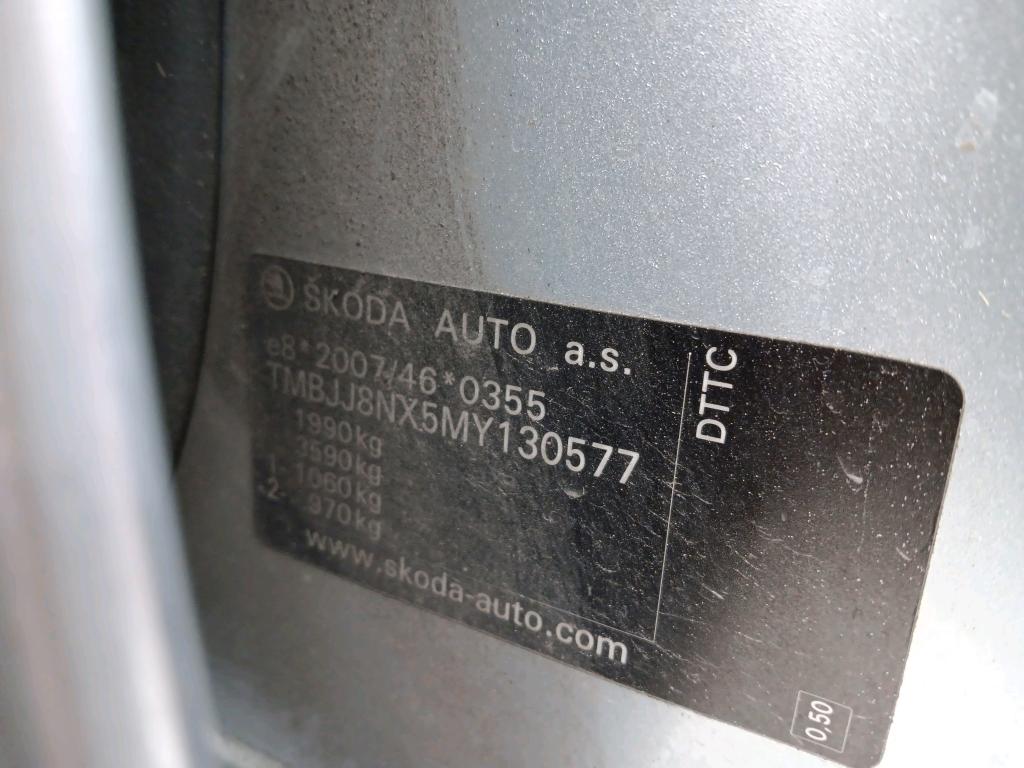 ŠKODA AUTO a.s.
e8*2007/46*0355
TMBJJ8NX5MY130577
1990kg
3590kg
1- 1060kg
2- 970kg
www.skoda-auto.com
DTTC
0,50